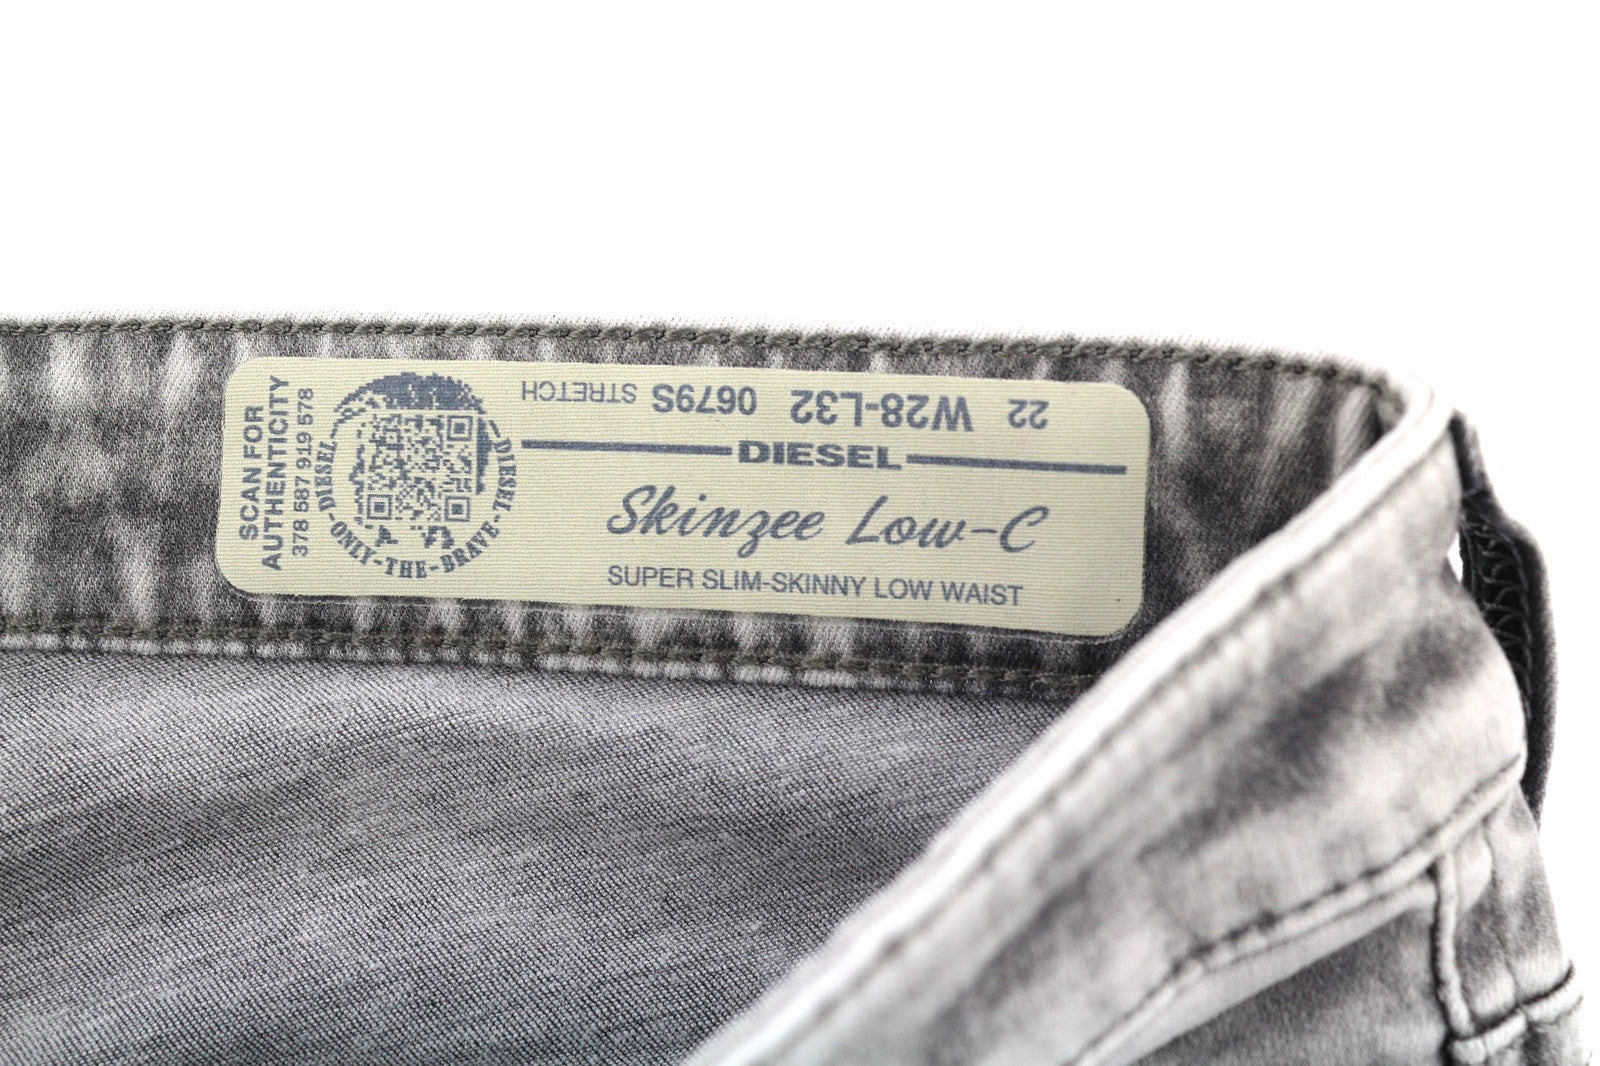 SCAN FOR
AUTHENTICITY
378 587 919 578
DIESEL
ONLY-THE-BRAVE-
DIESEL
22 W28-L32 0679S STRETCH
DIESEL
Skinzee Low-C
SUPER SLIM-SKINNY LOW WAIST